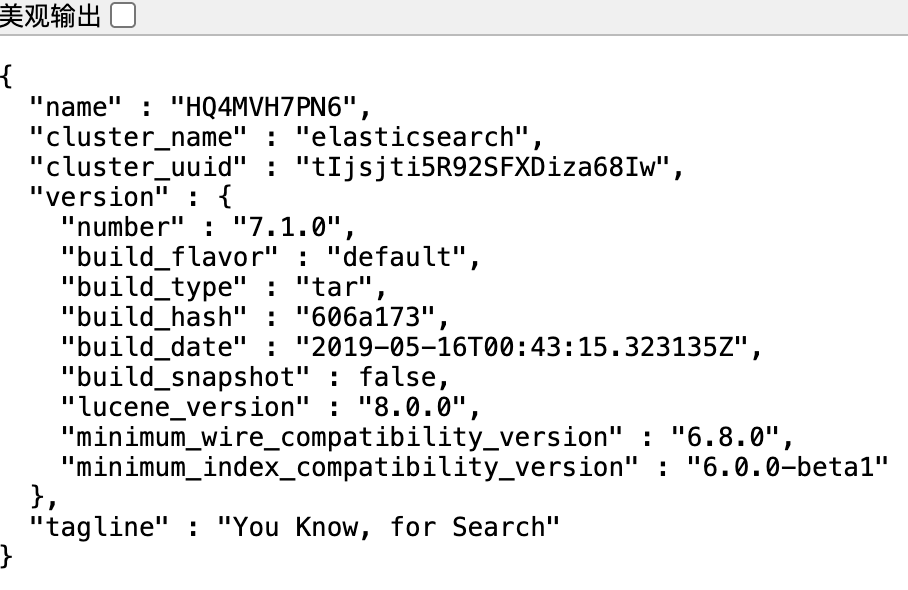 美观输出
{
  "name" : "HQ4MVH7PN6",
  "cluster_name" : "elasticsearch",
  "cluster_uuid" : "tIjsjti5R92SFXDiza68Iw",
  "version" : {
    "number" : "7.1.0",
    "build_flavor" : "default",
    "build_type" : "tar",
    "build_hash" : "606a173",
    "build_date" : "2019-05-16T00:43:15.323135Z",
    "build_snapshot" : false,
    "lucene_version" : "8.0.0",
    "minimum_wire_compatibility_version" : "6.8.0",
    "minimum_index_compatibility_version" : "6.0.0-beta1"
  },
  "tagline" : "You Know, for Search"
}